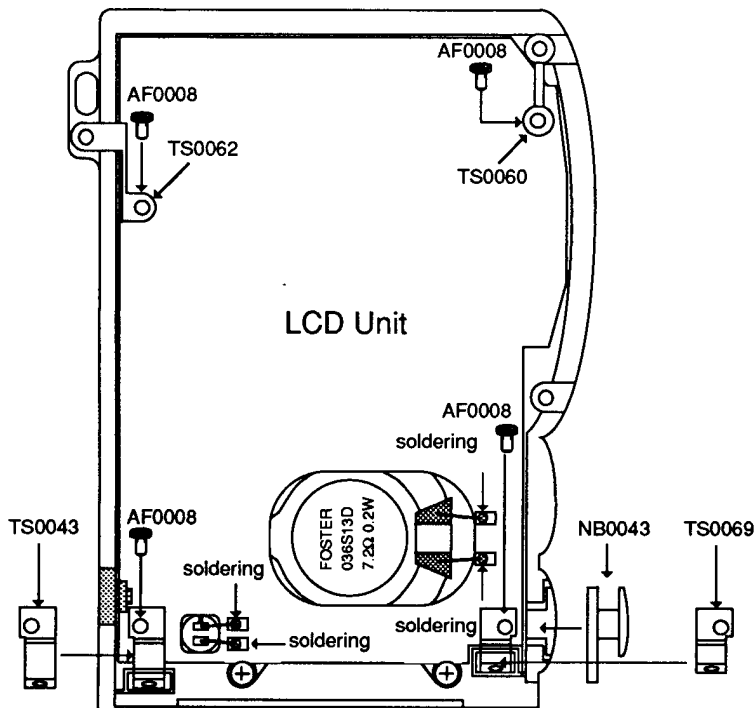 AF0008
AF0008
TS0062
TS0060
LCD Unit
AF0008
soldering
FOSTER
036S13D
7.2Ω 0.2W
TS0043
AF0008
NB0043
TS0069
soldering
soldering
soldering